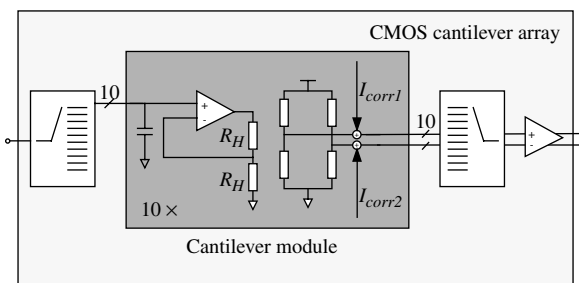 CMOS cantilever array
10
+
-
R_H
R_H
I_corr1
I_corr2
10
+
-
10 ×
Cantilever module